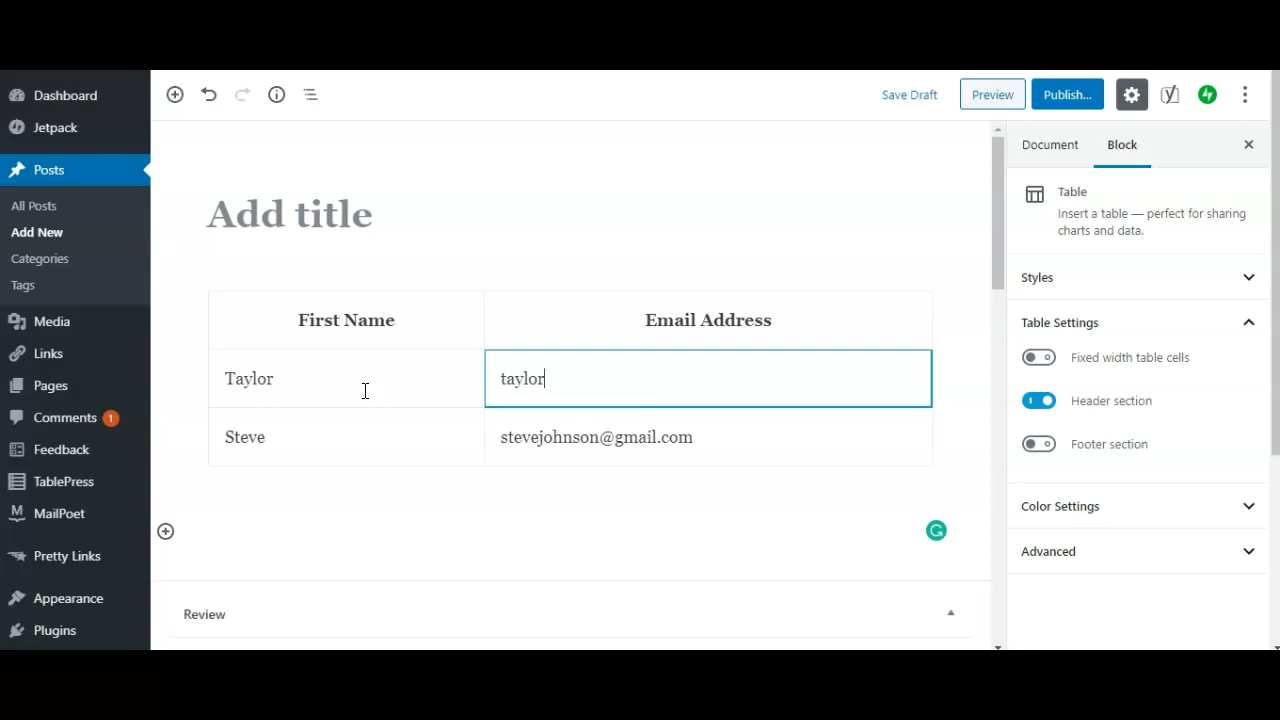 Dashboard
Jetpack
Posts
All Posts
Add New
Categories
Tags
Media
Links
Pages
Comments 1
Feedback
TablePress
MailPoet
Pretty Links
Appearance
Plugins
Save Draft
Preview
Publish...
Add title
First Name Email Address
Taylor taylor
Steve stevejohnson@gmail.com
Review
Document Block
Table
Insert a table — perfect for sharing
charts and data.
Styles
Table Settings
Fixed width table cells
Header section
Footer section
Color Settings
Advanced